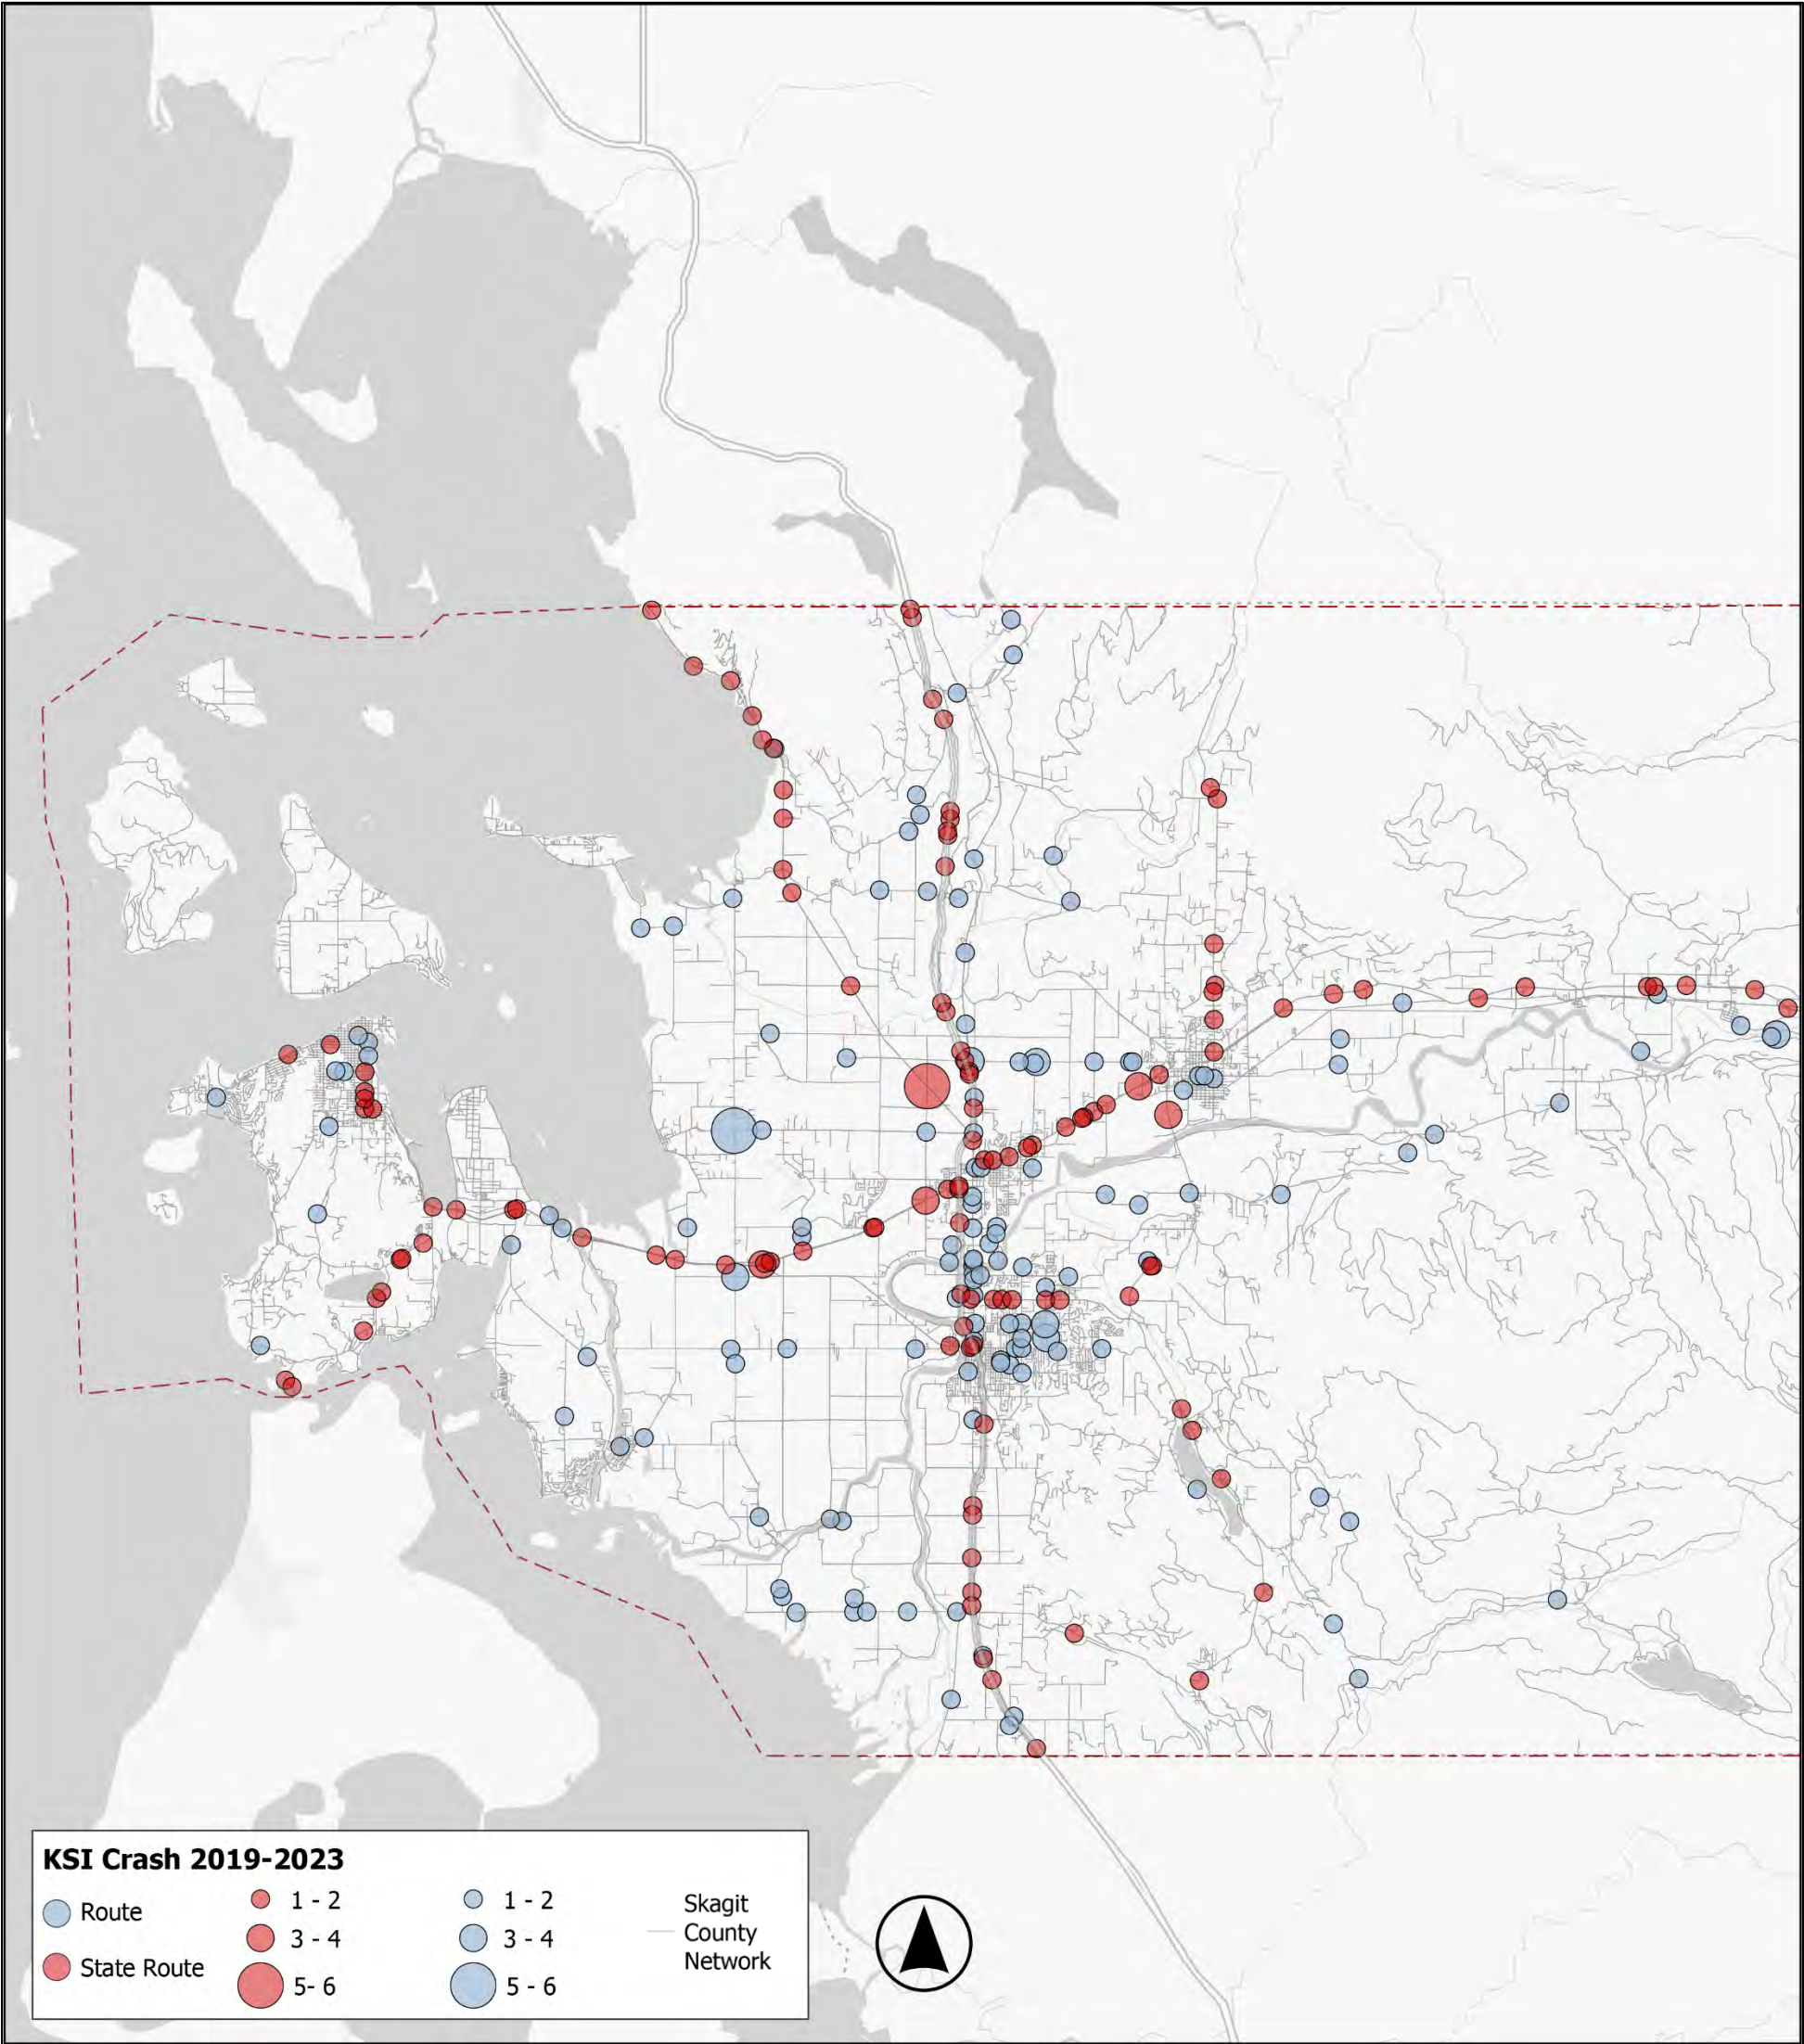 KSI Crash 2019-2023
Route
State Route
1 - 2
3 - 4
5- 6
1 - 2
3 - 4
5 - 6
Skagit
County
Network